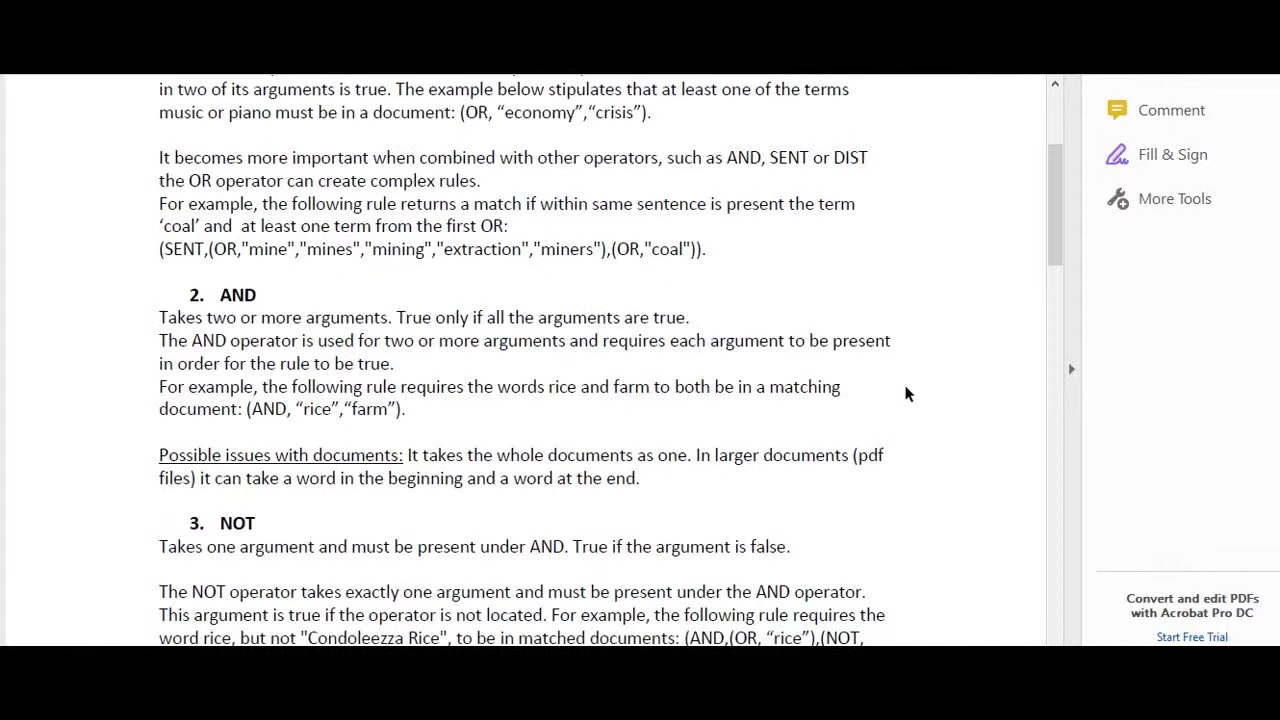 in two of its arguments is true. The example below stipulates that at least one of the terms
music or piano must be in a document: (OR, “economy”,“crisis”).
It becomes more important when combined with other operators, such as AND, SENT or DIST
the OR operator can create complex rules.
For example, the following rule returns a match if within same sentence is present the term
‘coal’ and  at least one term from the first OR:
(SENT,(OR,"mine","mines","mining","extraction","miners"),(OR,"coal")).
2. AND
Takes two or more arguments. True only if all the arguments are true.
The AND operator is used for two or more arguments and requires each argument to be present
in order for the rule to be true.
For example, the following rule requires the words rice and farm to both be in a matching
document: (AND, “rice”,“farm”).
Possible issues with documents: It takes the whole documents as one. In larger documents (pdf
files) it can take a word in the beginning and a word at the end.
3. NOT
Takes one argument and must be present under AND. True if the argument is false.
The NOT operator takes exactly one argument and must be present under the AND operator.
This argument is true if the operator is not located. For example, the following rule requires the
word rice, but not "Condoleezza Rice", to be in matched documents: (AND,(OR, “rice”),(NOT,
Comment
Fill & Sign
More Tools
Convert and edit PDFs
with Acrobat Pro DC
Start Free Trial